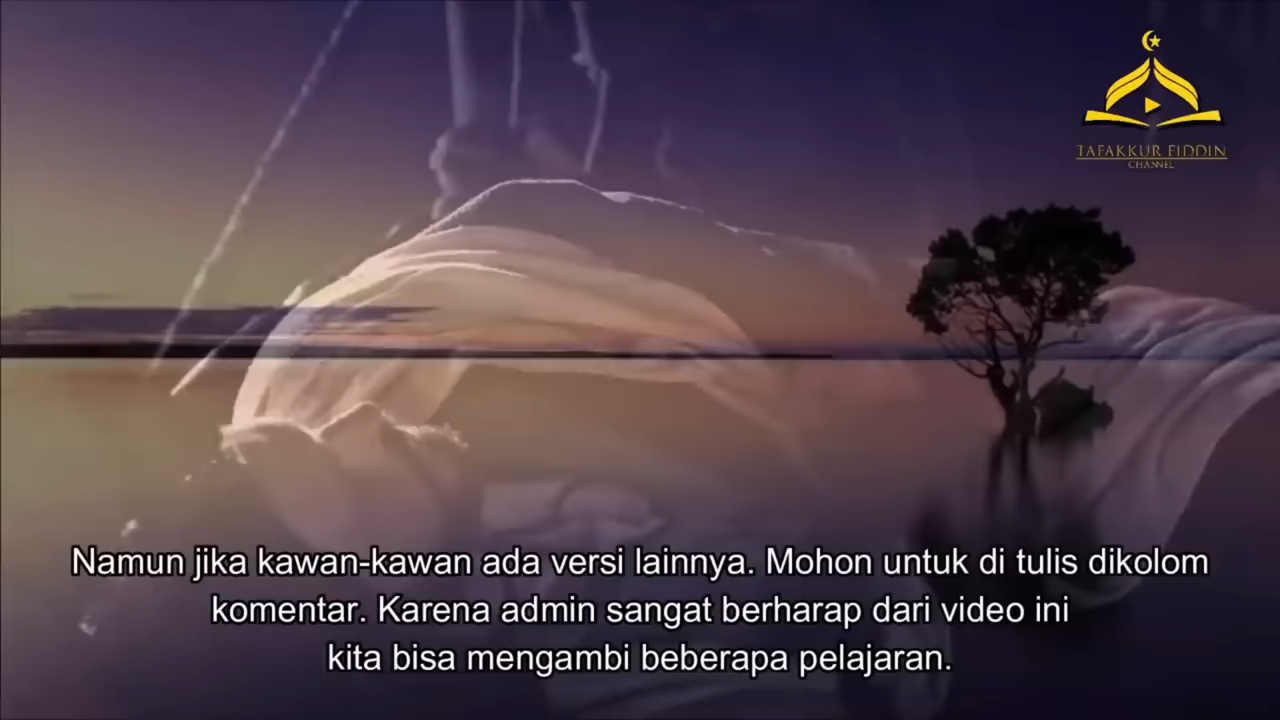 TAFAKKUR FIDDIN
CHANNEL
Namun jika kawan-kawan ada versi lainnya. Mohon untuk di tulis dikolom
komentar. Karena admin sangat berharap dari video ini
kita bisa mengambi beberapa pelajaran.